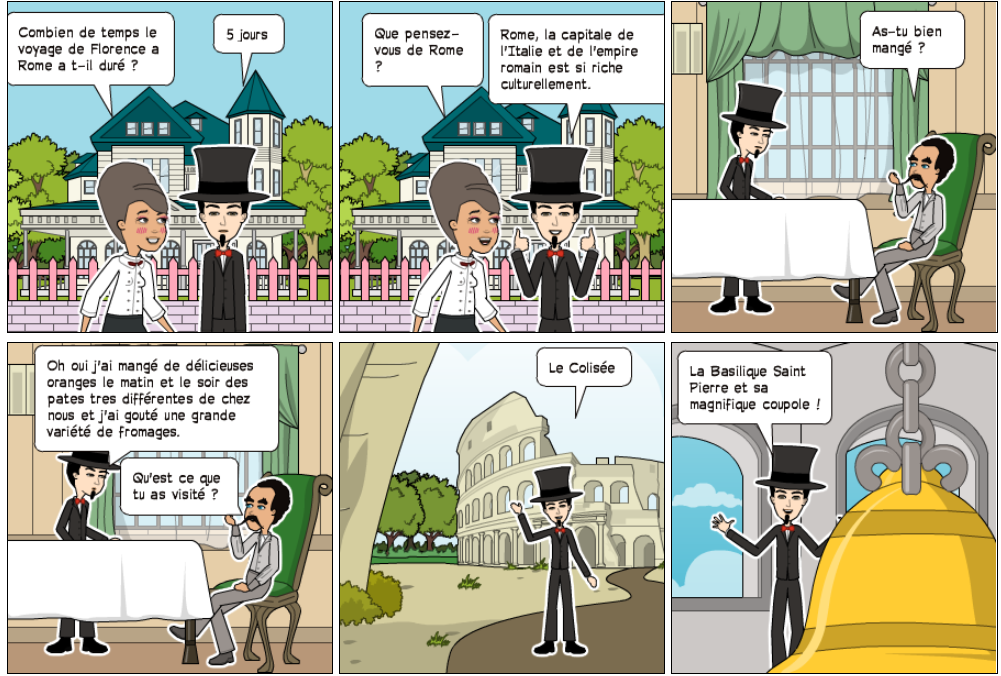 Combien de temps le
voyage de Florence a
Rome a t-il duré ?
5 jours
Que pensez-
vous de Rome
?
Rome, la capitale de
l'Italie et de l'empire
romain est si riche
culturellement.
As-tu bien
mangé ?
Oh oui j'ai mangé de délicieuses
oranges le matin et le soir des
pates tres différentes de chez
nous et j'ai gouté une grande
variété de fromages.
Qu'est ce que
tu as visité ?
Le Colisée
La Basilique Saint
Pierre et sa
magnifique coupole !